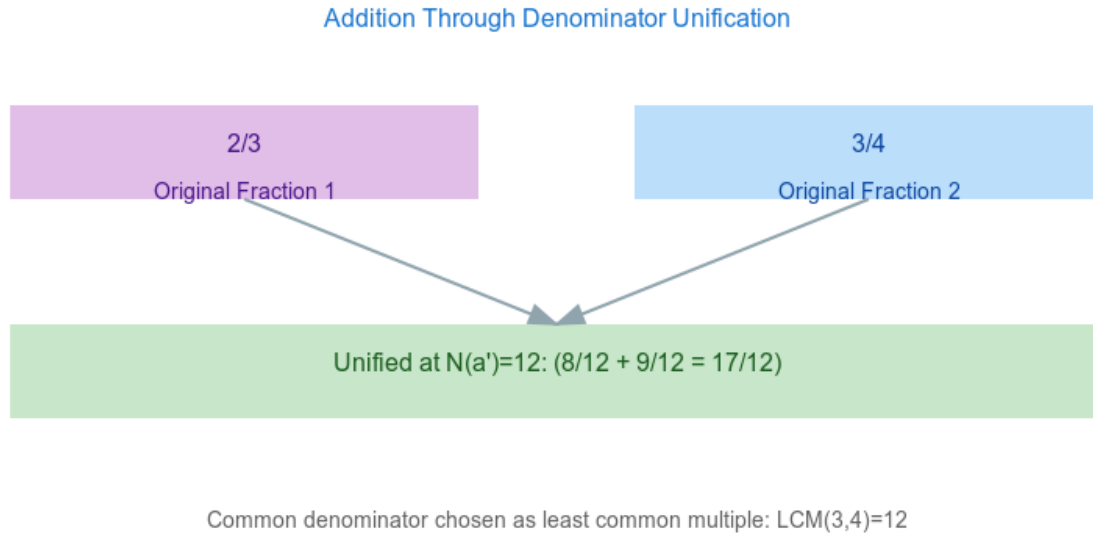 Addition Through Denominator Unification
2/3
3/4
Original Fraction 1
Original Fraction 2
Unified at N(a')=12: (8/12 + 9/12 = 17/12)
Common denominator chosen as least common multiple: LCM(3,4)=12